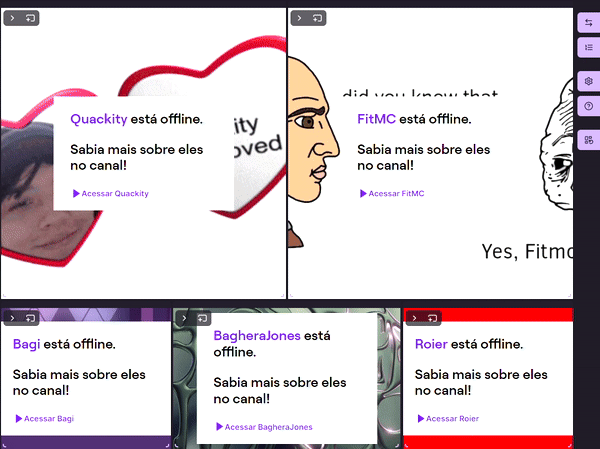 Quackity está offline.
Sabia mais sobre eles
no canal!
Acessar Quackity
oved
did you know that
FitMC está offline.
Sabia mais sobre eles
no canal!
Acessar FitMC
Yes, Fitmc
Bagi está offline.
Sabia mais sobre eles
no canal!
Acessar Bagi
BagheraJones está
offline.
Sabia mais sobre eles
no canal!
Acessar BagheraJones
Roier está offline.
Sabia mais sobre eles
no canal!
Acessar Roier